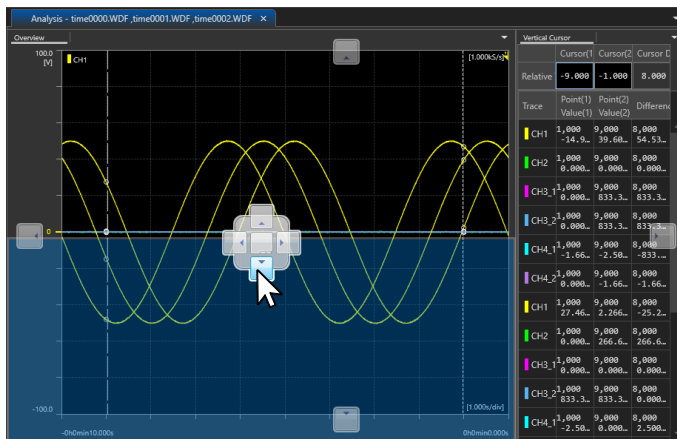 Analysis - time0000.WDF ,time0001.WDF ,time0002.WDF ×
Overview
100.0
[V]
CH1
[1.000kS/s]
0
-100.0
[1.000s/div]
-0h0min10.000s
0h0min0.000s
Vertical Cursor
Cursor(1 Cursor(2 Cursor D
Relative -9.000 -1.000 8.000
Trace Point(1) Value(1) Point(2) Value(2) Differenc
CH1 1,000 9,000 8,000
-14.9… 39.60… 54.53…
CH2 1,000 9,000 8,000
0.000… 0.000… 0.000…
CH3_1 1,000 9,000 8,000
0.000… 833.3… 833.3…
CH3_2 1,000 9,000 8,000
0.000… 833.3… 833.3…
CH4_1 1,000 9,000 8,000
-1.66… -2.50… -833.…
CH4_2 1,000 9,000 8,000
0.000… -1.66… -1.66…
CH1 1,000 9,000 8,000
27.46… 2.266… -25.2…
CH2 1,000 9,000 8,000
0.000… 266.6… 266.6…
CH3_1 1,000 9,000 8,000
0.000… 0.000… 0.000…
CH3_2 1,000 9,000 8,000
833.3… 833.3… 0.000…
CH4_1 1,000 9,000 8,000
-2.50… 0.000… 2.500…